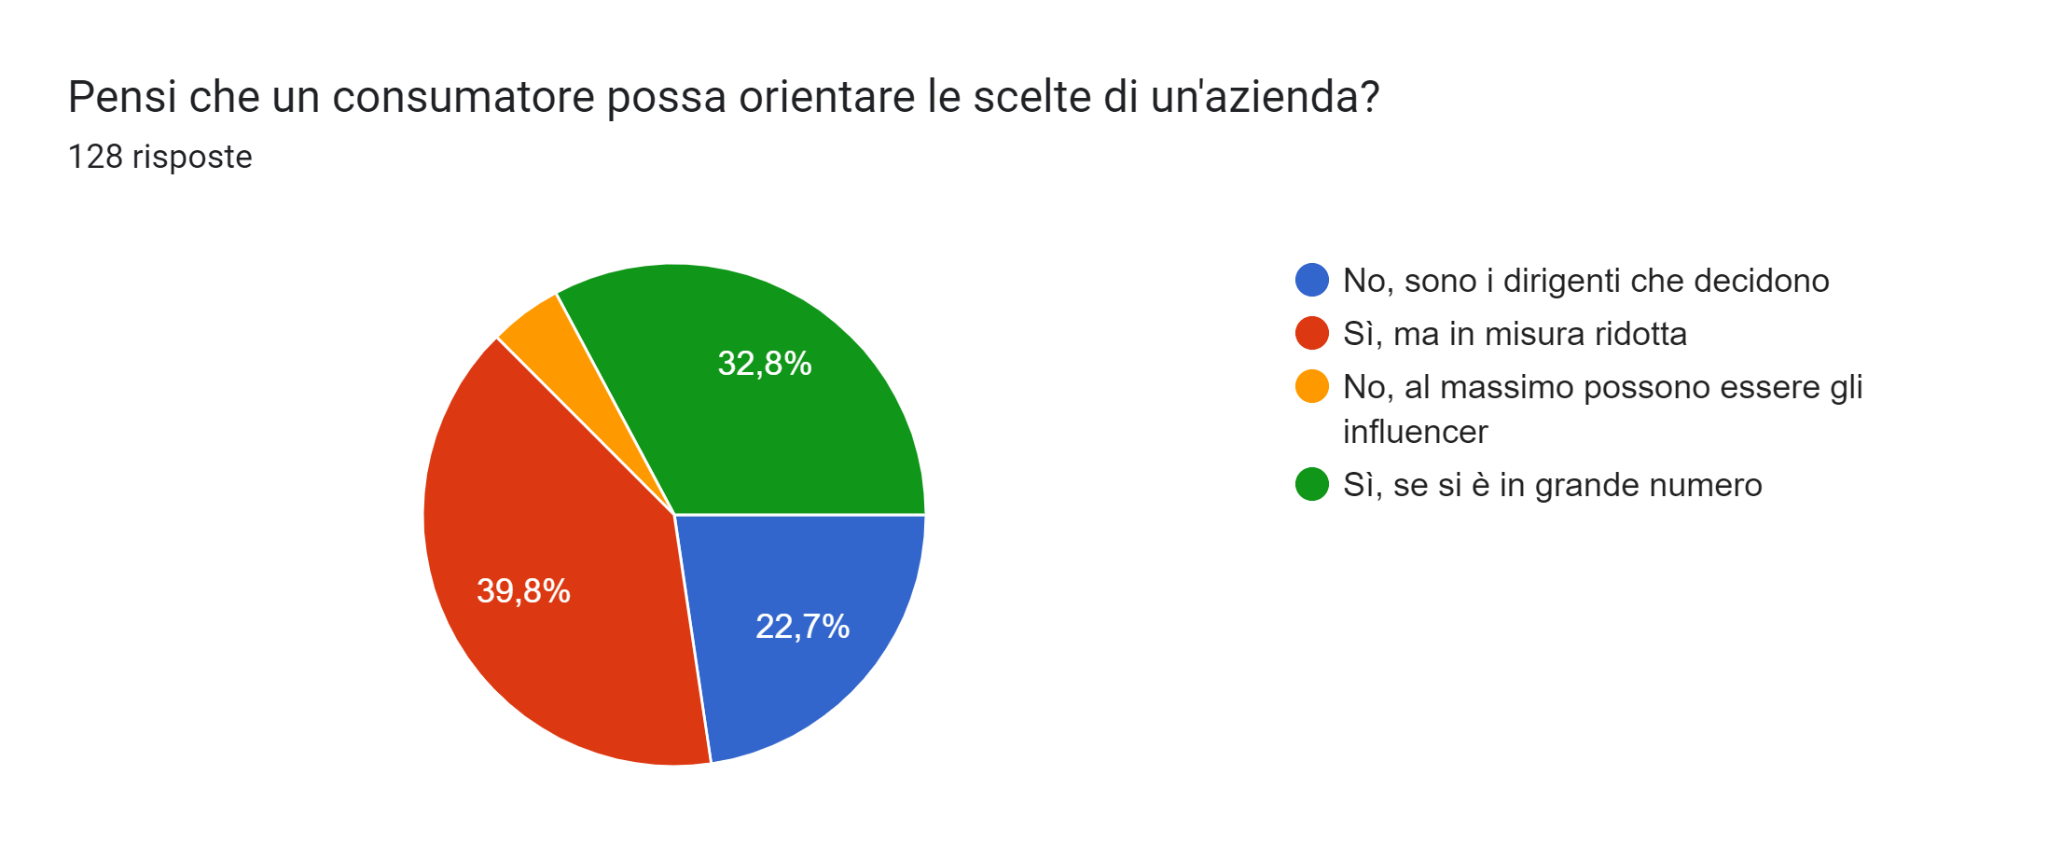 Pensi che un consumatore possa orientare le scelte di un'azienda?
128 risposte
32,8%
39,8%
22,7%
No, sono i dirigenti che decidono
Sì, ma in misura ridotta
No, al massimo possono essere gli
influencer
Sì, se si è in grande numero